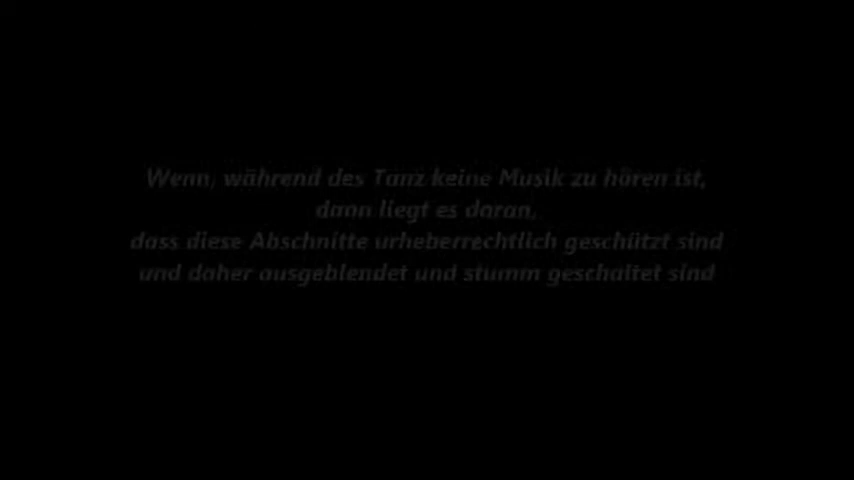 Wenn, während des Tanz keine Musik zu hören ist,
dann liegt es daran,
dass diese Abschnitte urheberrechtlich geschützt sind
und daher ausgeblendet und stumm geschaltet sind